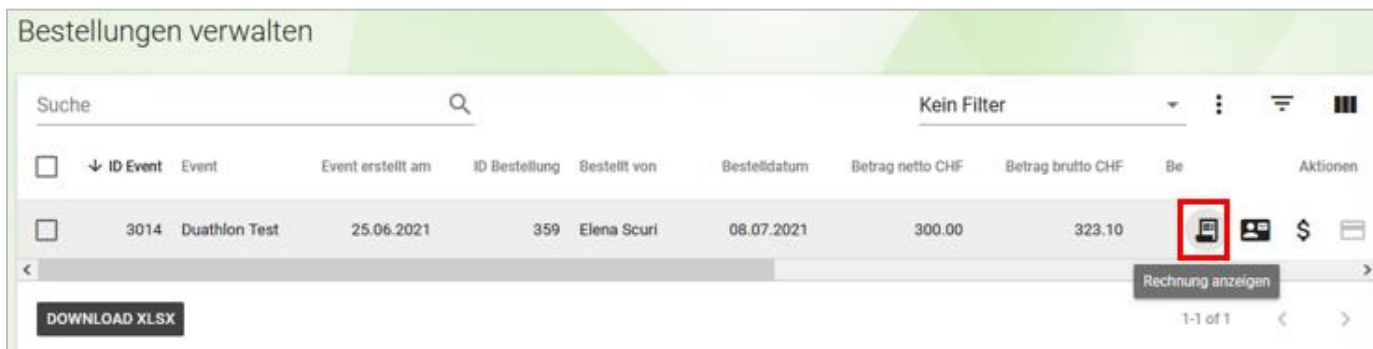 Bestellungen verwalten
Suche Kein Filter
ID Event Event Event erstellt am ID Bestellung Bestellt von Bestelldatum Betrag netto CHF Betrag brutto CHF Be Aktionen
3014 Duathlon Test 25.06.2021 359 Elena Scuri 08.07.2021 300.00 323.10 $
Rechnung anzeigen
DOWNLOAD XLSX 1-1 of 1